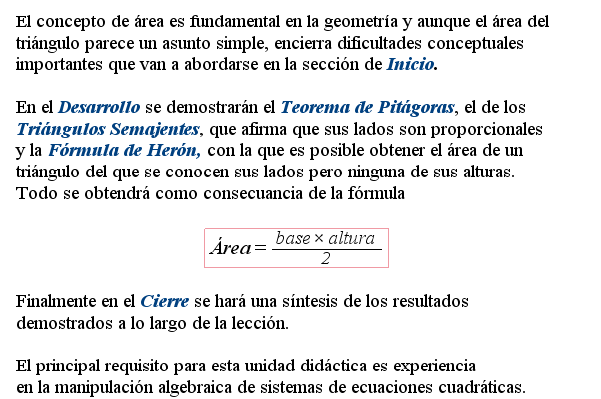 El concepto de área es fundamental en la geometría y aunque el área del
triángulo parece un asunto simple, encierra dificultades conceptuales
importantes que van a abordarse en la sección de Inicio.
En el Desarrollo se demostrarán el Teorema de Pitágoras, el de los
Triángulos Semajentes, que afirma que sus lados son proporcionales
y la Fórmula de Herón, con la que es posible obtener el área de un
triángulo del que se conocen sus lados pero ninguna de sus alturas.
Todo se obtendrá como consecuancia de la fórmula
Área = base × altura / 2
Finalmente en el Cierre se hará una síntesis de los resultados
demostrados a lo largo de la lección.
El principal requisito para esta unidad didáctica es experiencia
en la manipulación algebraica de sistemas de ecuaciones cuadráticas.